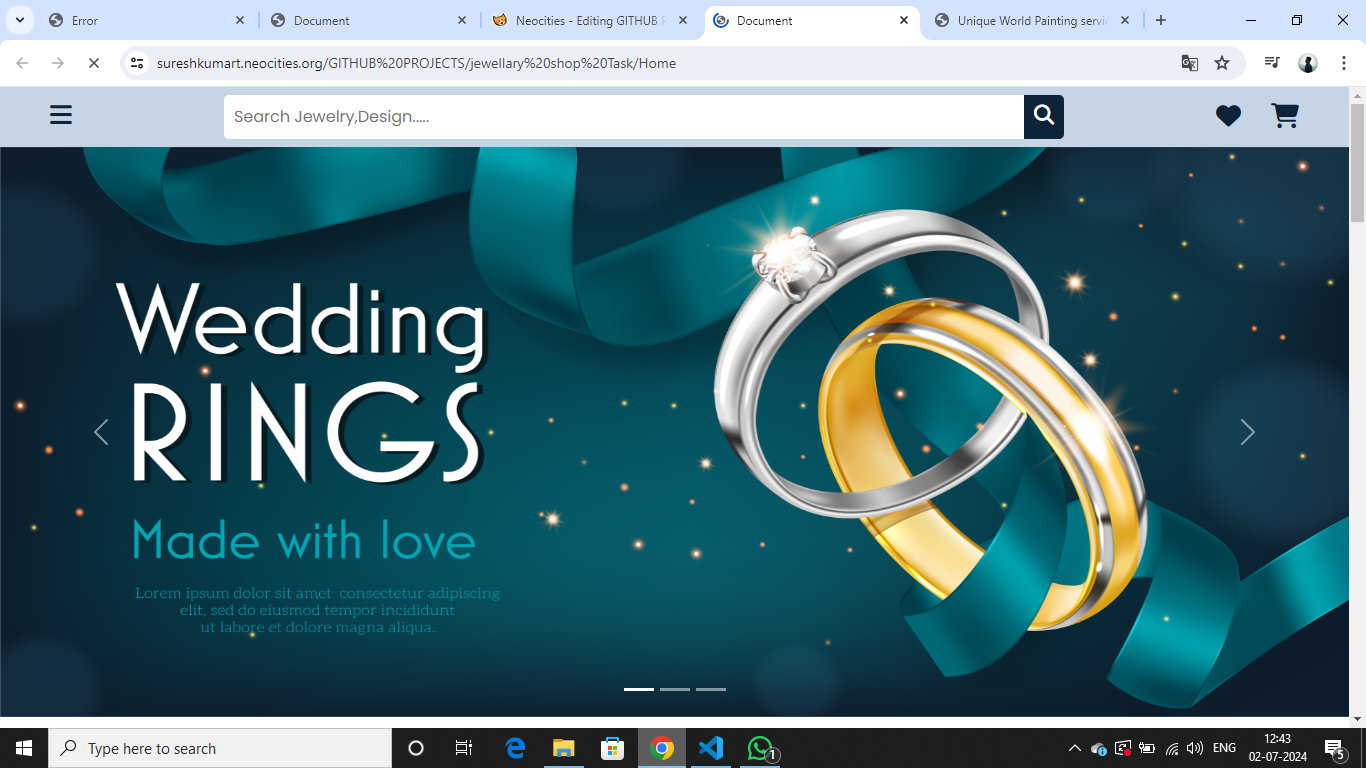 Error
Document
Neocities - Editing GITHUB P
Document
Unique World Painting servic
sureshkumart.neocities.org/GITHUB%20PROJECTS/jewellary%20shop%20Task/Home
Search Jewelry,Design.....
Wedding
RINGS
Made with love
Lorem ipsum dolor sit amet, consectetur adipiscing
elit, sed do eiusmod tempor incididunt
ut labore et dolore magna aliqua.
Type here to search
1
ENG
12:43
02-07-2024
5